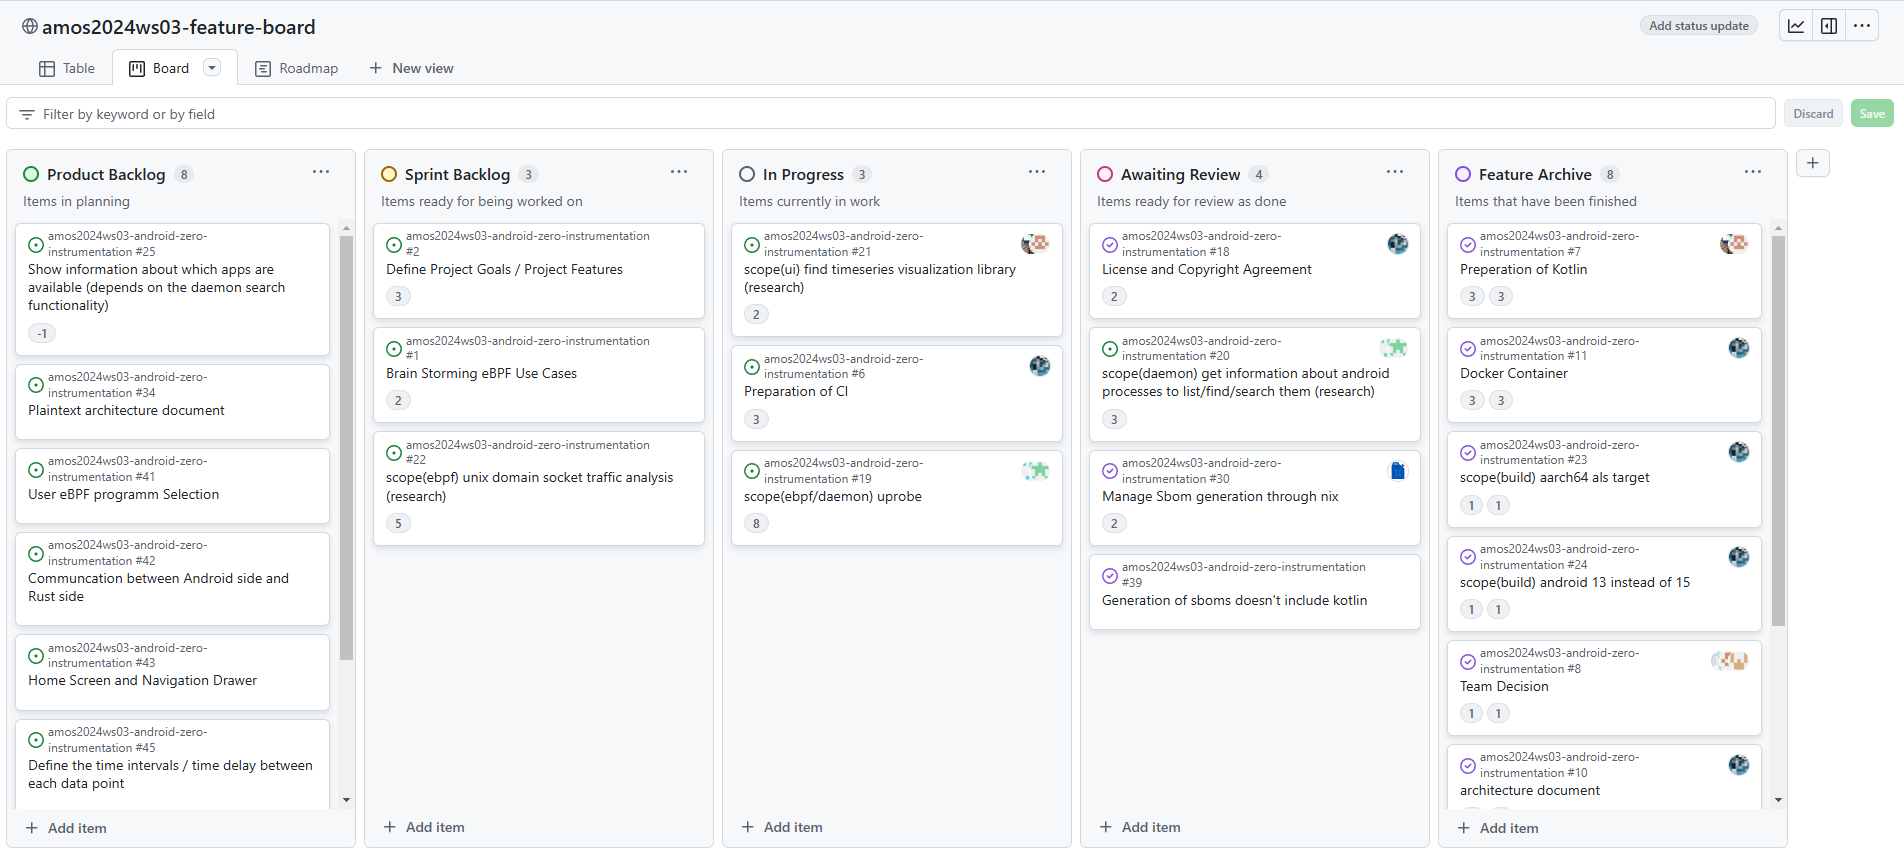 amos2024ws03-feature-board
Add status update
Table
Board
Roadmap
New view
Filter by keyword or by field
Discard
Save
Product Backlog 8
Items in planning
amos2024ws03-android-zero-
instrumentation #25
Show information about which apps are
available (depends on the daemon search
functionality)
-1
amos2024ws03-android-zero-
instrumentation #34
Plaintext architecture document
amos2024ws03-android-zero-
instrumentation #41
User eBPF programm Selection
amos2024ws03-android-zero-
instrumentation #42
Communcation between Android side and
Rust side
amos2024ws03-android-zero-
instrumentation #43
Home Screen and Navigation Drawer
amos2024ws03-android-zero-
instrumentation #45
Define the time intervals / time delay between
each data point
Add item
Sprint Backlog 3
Items ready for being worked on
amos2024ws03-android-zero-instrumentation
#2
Define Project Goals / Project Features
3
amos2024ws03-android-zero-instrumentation
#1
Brain Storming eBPF Use Cases
2
amos2024ws03-android-zero-instrumentation
#22
scope(ebpf) unix domain socket traffic analysis
(research)
5
Add item
In Progress 3
Items currently in work
amos2024ws03-android-zero-
instrumentation #21
scope(ui) find timeseries visualization library
(research)
2
amos2024ws03-android-zero-
instrumentation #6
Preparation of CI
3
amos2024ws03-android-zero-
instrumentation #19
scope(ebpf/daemon) uprobe
8
Add item
Awaiting Review 4
Items ready for review as done
amos2024ws03-android-zero-
instrumentation #18
License and Copyright Agreement
2
amos2024ws03-android-zero-
instrumentation #20
scope(daemon) get information about android
processes to list/find/search them (research)
3
amos2024ws03-android-zero-
instrumentation #30
Manage Sbom generation through nix
2
amos2024ws03-android-zero-instrumentation
#39
Generation of sboms doesn't include kotlin
Add item
Feature Archive 8
Items that have been finished
amos2024ws03-android-zero-
instrumentation #7
Preperation of Kotlin
3 3
amos2024ws03-android-zero-
instrumentation #11
Docker Container
3 3
amos2024ws03-android-zero-
instrumentation #23
scope(build) aarch64 als target
1 1
amos2024ws03-android-zero-
instrumentation #24
scope(build) android 13 instead of 15
1 1
amos2024ws03-android-zero-
instrumentation #8
Team Decision
1 1
amos2024ws03-android-zero-
instrumentation #10
architecture document
Add item